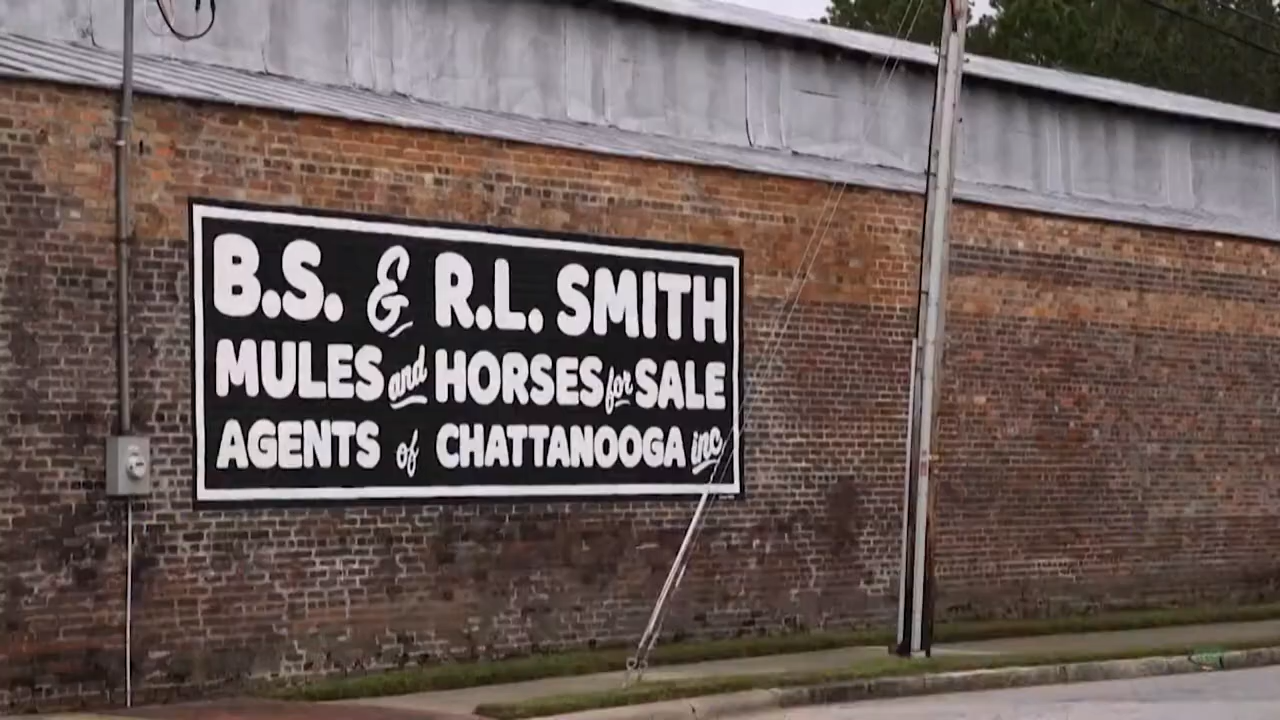 B.S. & R.L. SMITH
MULES and HORSES for SALE
AGENTS of CHATTANOOGA inc